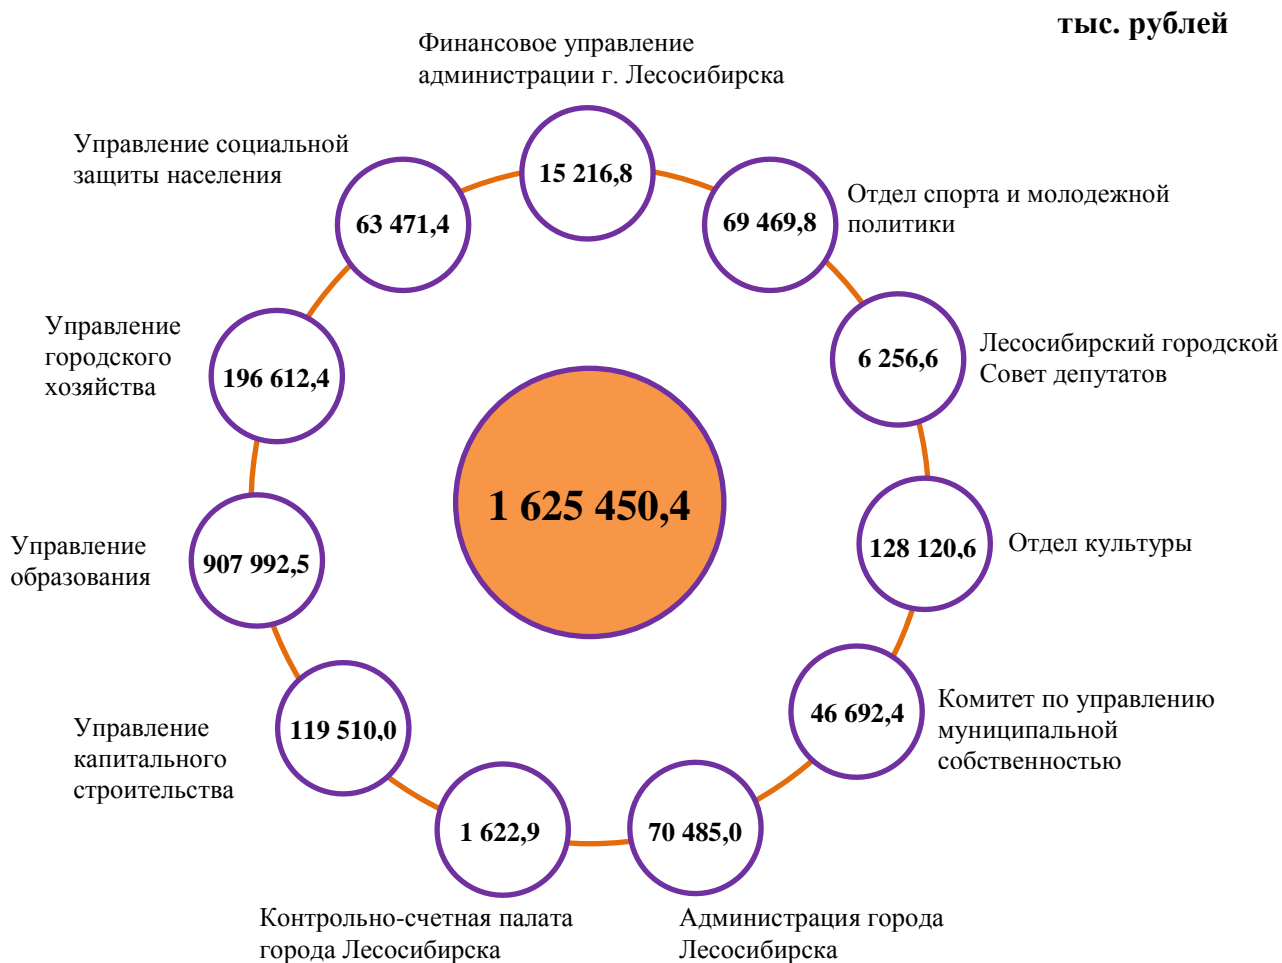 тыс. рублей
Финансовое управление
администрации г. Лесосибирска
15 216,8
Отдел спорта и молодежной
политики
69 469,8
Лесосибирский городской
Совет депутатов
6 256,6
Отдел культуры
128 120,6
Комитет по управлению
муниципальной
собственностью
46 692,4
Администрация города
Лесосибирска
70 485,0
Контрольно-счетная палата
города Лесосибирска
1 622,9
Управление
капитального
строительства
119 510,0
Управление
образования
907 992,5
Управление
городского
хозяйства
196 612,4
Управление социальной
защиты населения
63 471,4
1 625 450,4